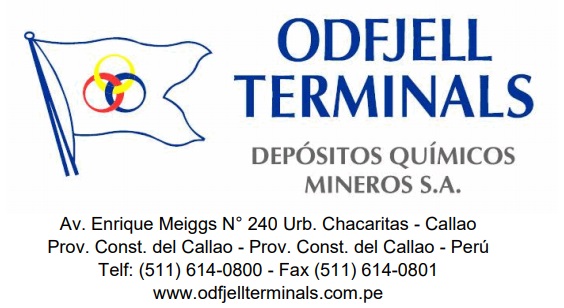 ODFJELL
TERMINALS
DEPÓSITOS QUÍMICOS
MINEROS S.A.
Av. Enrique Meiggs N° 240 Urb. Chacaritas - Callao
Prov. Const. del Callao - Prov. Const. del Callao - Perú
Telf: (511) 614-0800 - Fax (511) 614-0801
www.odfjellterminals.com.pe